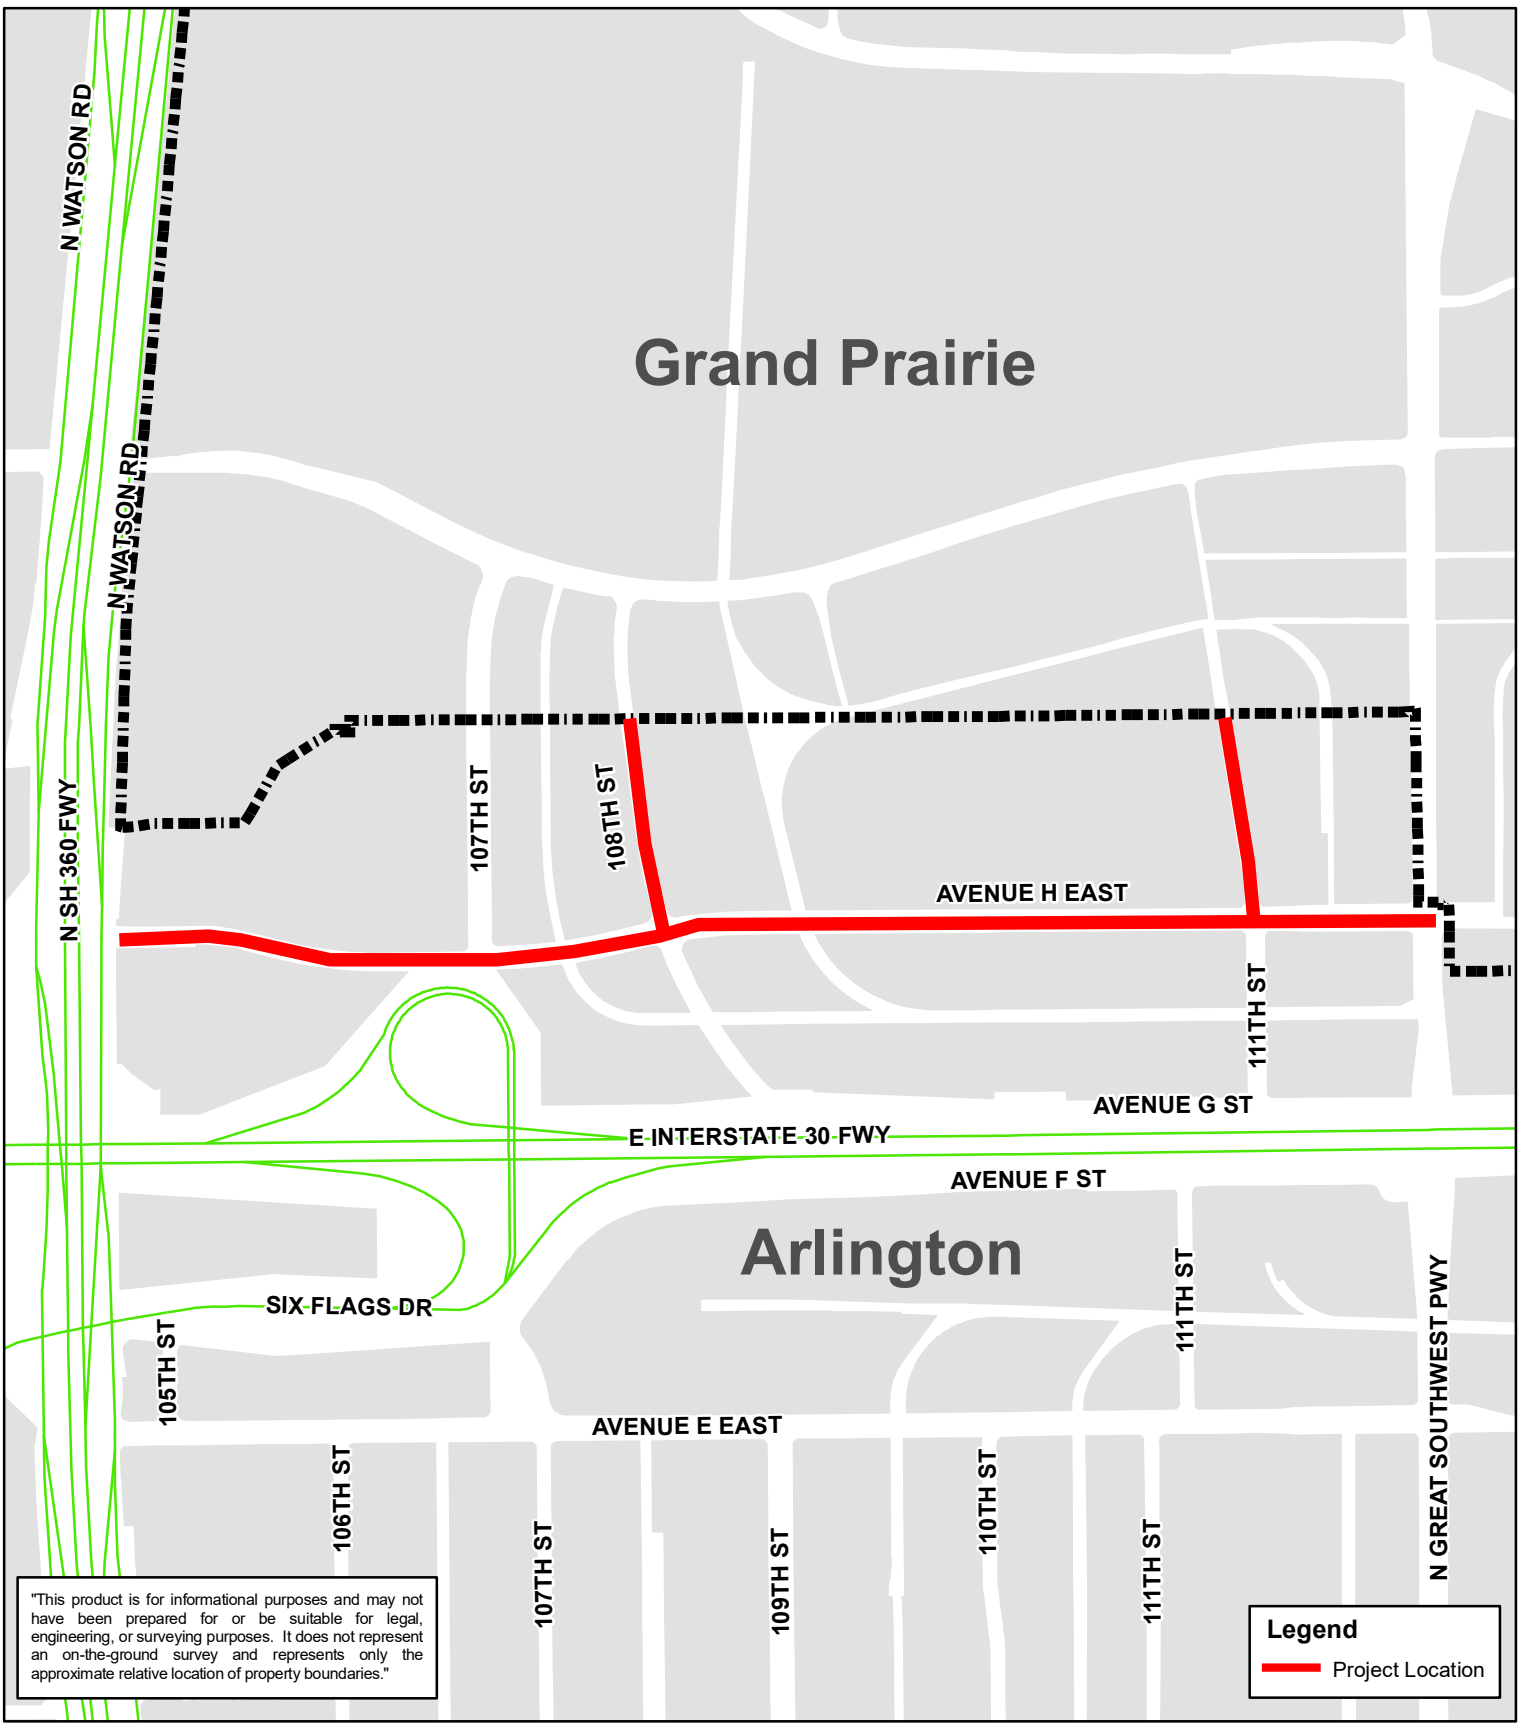 N WATSON RD
Grand Prairie
N WATSON RD
107TH ST
108TH ST
N SH 360 FWY
AVENUE H EAST
111TH ST
AVENUE G ST
E INTERSTATE 30 FWY
AVENUE F ST
Arlington
SIX FLAGS DR
111TH ST
105TH ST
N GREAT SOUTHWEST PWY
AVENUE E EAST
106TH ST
107TH ST
109TH ST
110TH ST
111TH ST
"This product is for informational purposes and may not
have been prepared for or be suitable for legal,
engineering, or surveying purposes. It does not represent
an on-the-ground survey and represents only the
approximate relative location of property boundaries."
Legend
Project Location